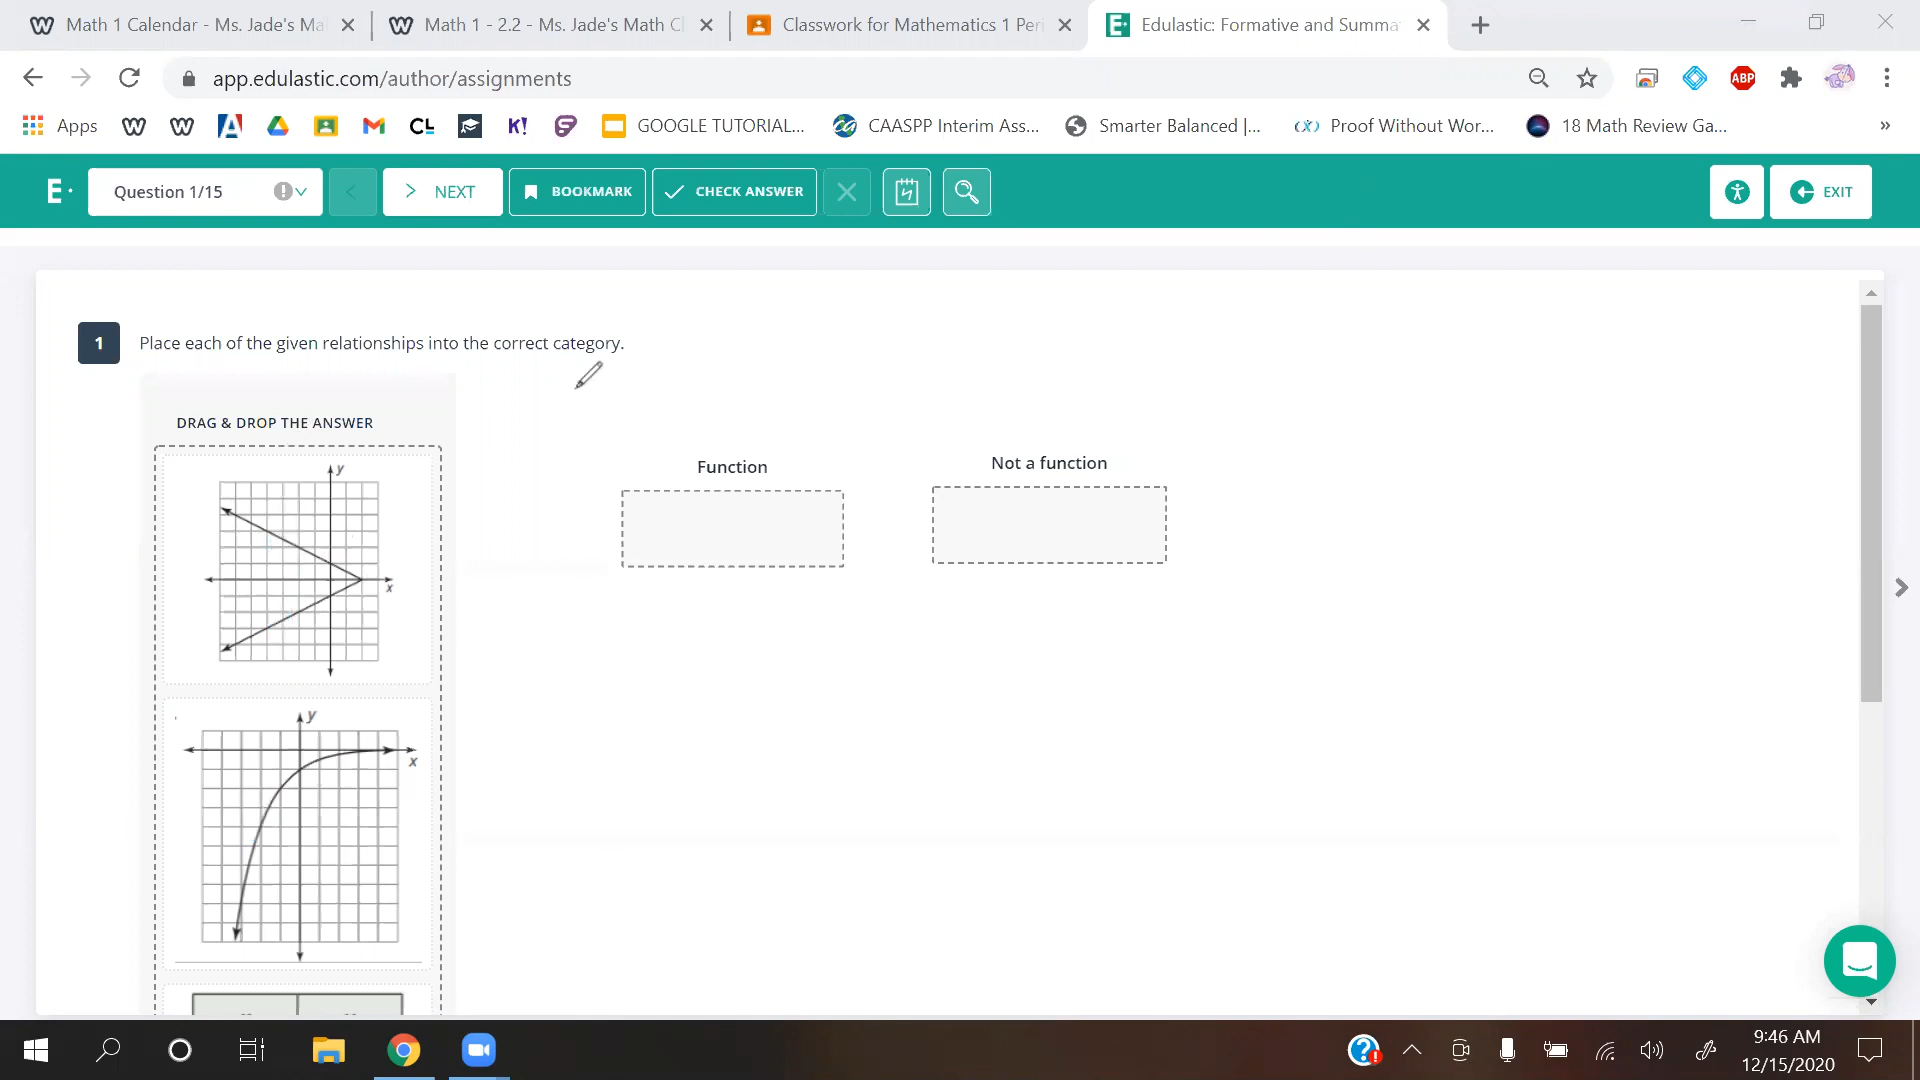 Math 1 Calendar - Ms. Jade's Ma
Math 1 - 2.2 - Ms. Jade's Math Cl
Classwork for Mathematics 1 Peri
Edulastic: Formative and Summa
app.edulastic.com/author/assignments
ABP
Apps
CL
K!
GOOGLE TUTORIAL...
CAASPP Interim Ass...
Smarter Balanced |...
Proof Without Wor...
18 Math Review Ga...
»
E
Question 1/15
NEXT
BOOKMARK
CHECK ANSWER
EXIT
1
Place each of the given relationships into the correct category.
DRAG & DROP THE ANSWER
Function
Not a function
y
x
y
x
9:46 AM
12/15/2020